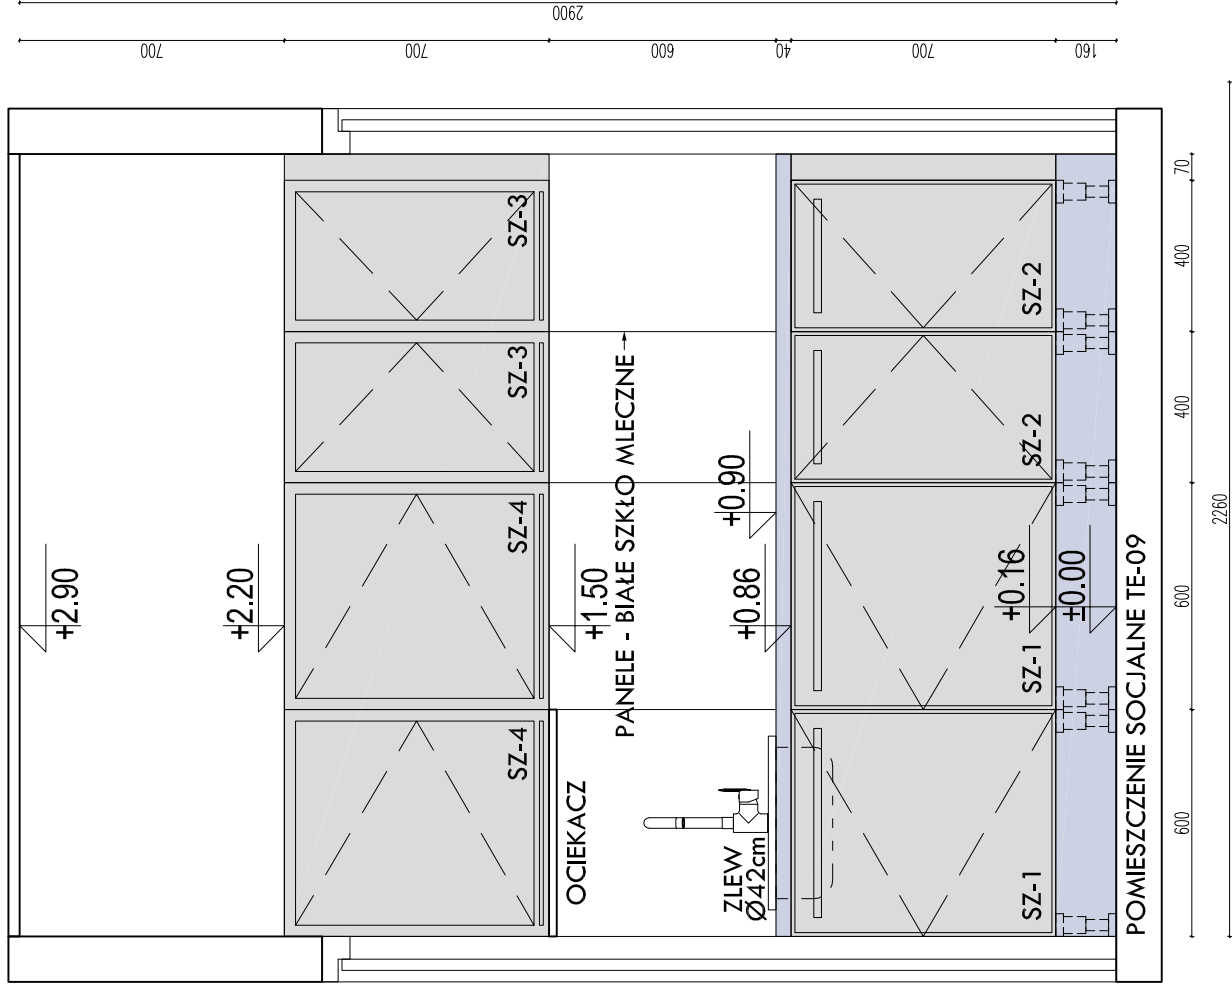 2900
700
700
600
40
700
160
+2.90
+2.20
+1.50
+0.90
+0.86
+0.16
±0.00
SZ-4
SZ-4
SZ-3
SZ-3
OCIEKACZ
PANELE - BIAŁE SZKŁO MLECZNE
ZLEW
Ø42cm
SZ-1
SZ-1
SZ-2
SZ-2
POMIESZCZENIE SOCJALNE TE-09
600
600
400
400
70
2260